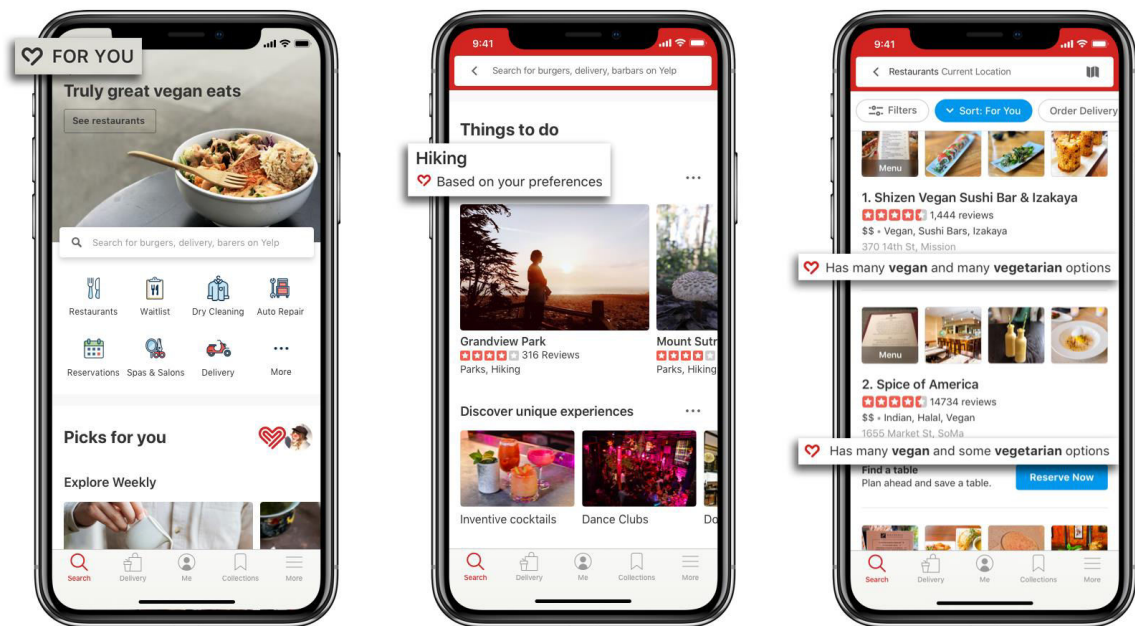 FOR YOU
Truly great vegan eats
See restaurants
Search for burgers, delivery, barers on Yelp
Restaurants
Waitlist
Dry Cleaning
Auto Repair
Reservations
Spas & Salons
Delivery
More
Picks for you
Explore Weekly
Search
Delivery
Me
Collections
More
9:41
Search for burgers, delivery, barbars on Yelp
Things to do
Hiking
Based on your preferences
Grandview Park
316 Reviews
Parks, Hiking
Mount Sutr
Parks, Hiking
Discover unique experiences
Inventive cocktails
Dance Clubs
Do
Search
Delivery
Me
Collections
More
9:41
Restaurants Current Location
Filters
Sort: For You
Order Delivery
Menu
1. Shizen Vegan Sushi Bar & Izakaya
1,444 reviews
$$ • Vegan, Sushi Bars, Izakaya
370 14th St, Mission
Has many vegan and many vegetarian options
Menu
2. Spice of America
14734 reviews
$$ • Indian, Halal, Vegan
1655 Market St, SoMa
Has many vegan and some vegetarian options
Find a table
Plan ahead and save a table.
Reserve Now
Search
Delivery
Me
Collections
More